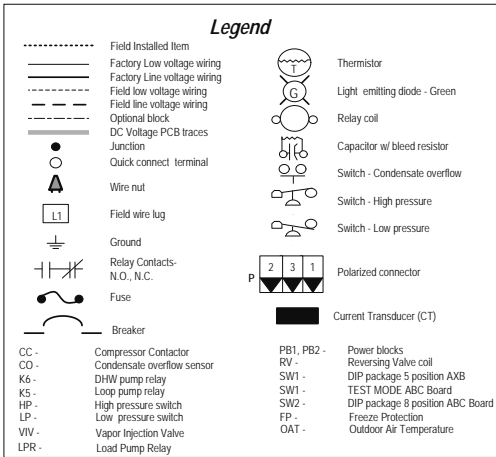 Legend
Field Installed Item
Factory Low voltage wiring
Factory Line voltage wiring
Field low voltage wiring
Field line voltage wiring
Optional block
DC Voltage PCB traces
Junction
Quick connect terminal
Wire nut
L1 Field wire lug
Ground
Relay Contacts-
N.O., N.C.
Fuse
Breaker
T Thermistor
G Light emitting diode - Green
Relay coil
Capacitor w/ bleed resistor
Switch - Condensate overflow
Switch - High pressure
Switch - Low pressure
P 2 3 1 Polarized connector
Current Transducer (CT)
CC - Compressor Contactor
CO - Condensate overflow sensor
K6 - DHW pump relay
K5 - Loop pump relay
HP - High pressure switch
LP - Low pressure switch
VIV - Vapor Injection Valve
LPR - Load Pump Relay
PB1, PB2 - Power blocks
RV - Reversing Valve coil
SW1 - DIP package 5 position AXB
SW1 - TEST MODE ABC Board
SW2 - DIP package 8 position ABC Board
FP - Freeze Protection
OAT - Outdoor Air Temperature